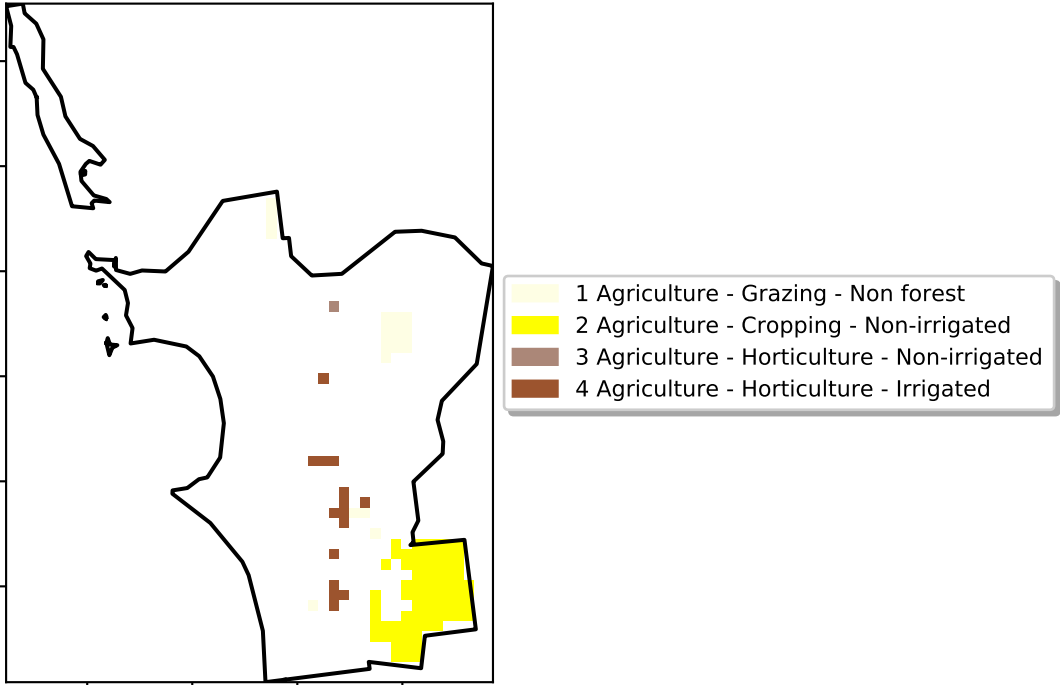 1 Agriculture - Grazing - Non forest
2 Agriculture - Cropping - Non-irrigated
3 Agriculture - Horticulture - Non-irrigated
4 Agriculture - Horticulture - Irrigated